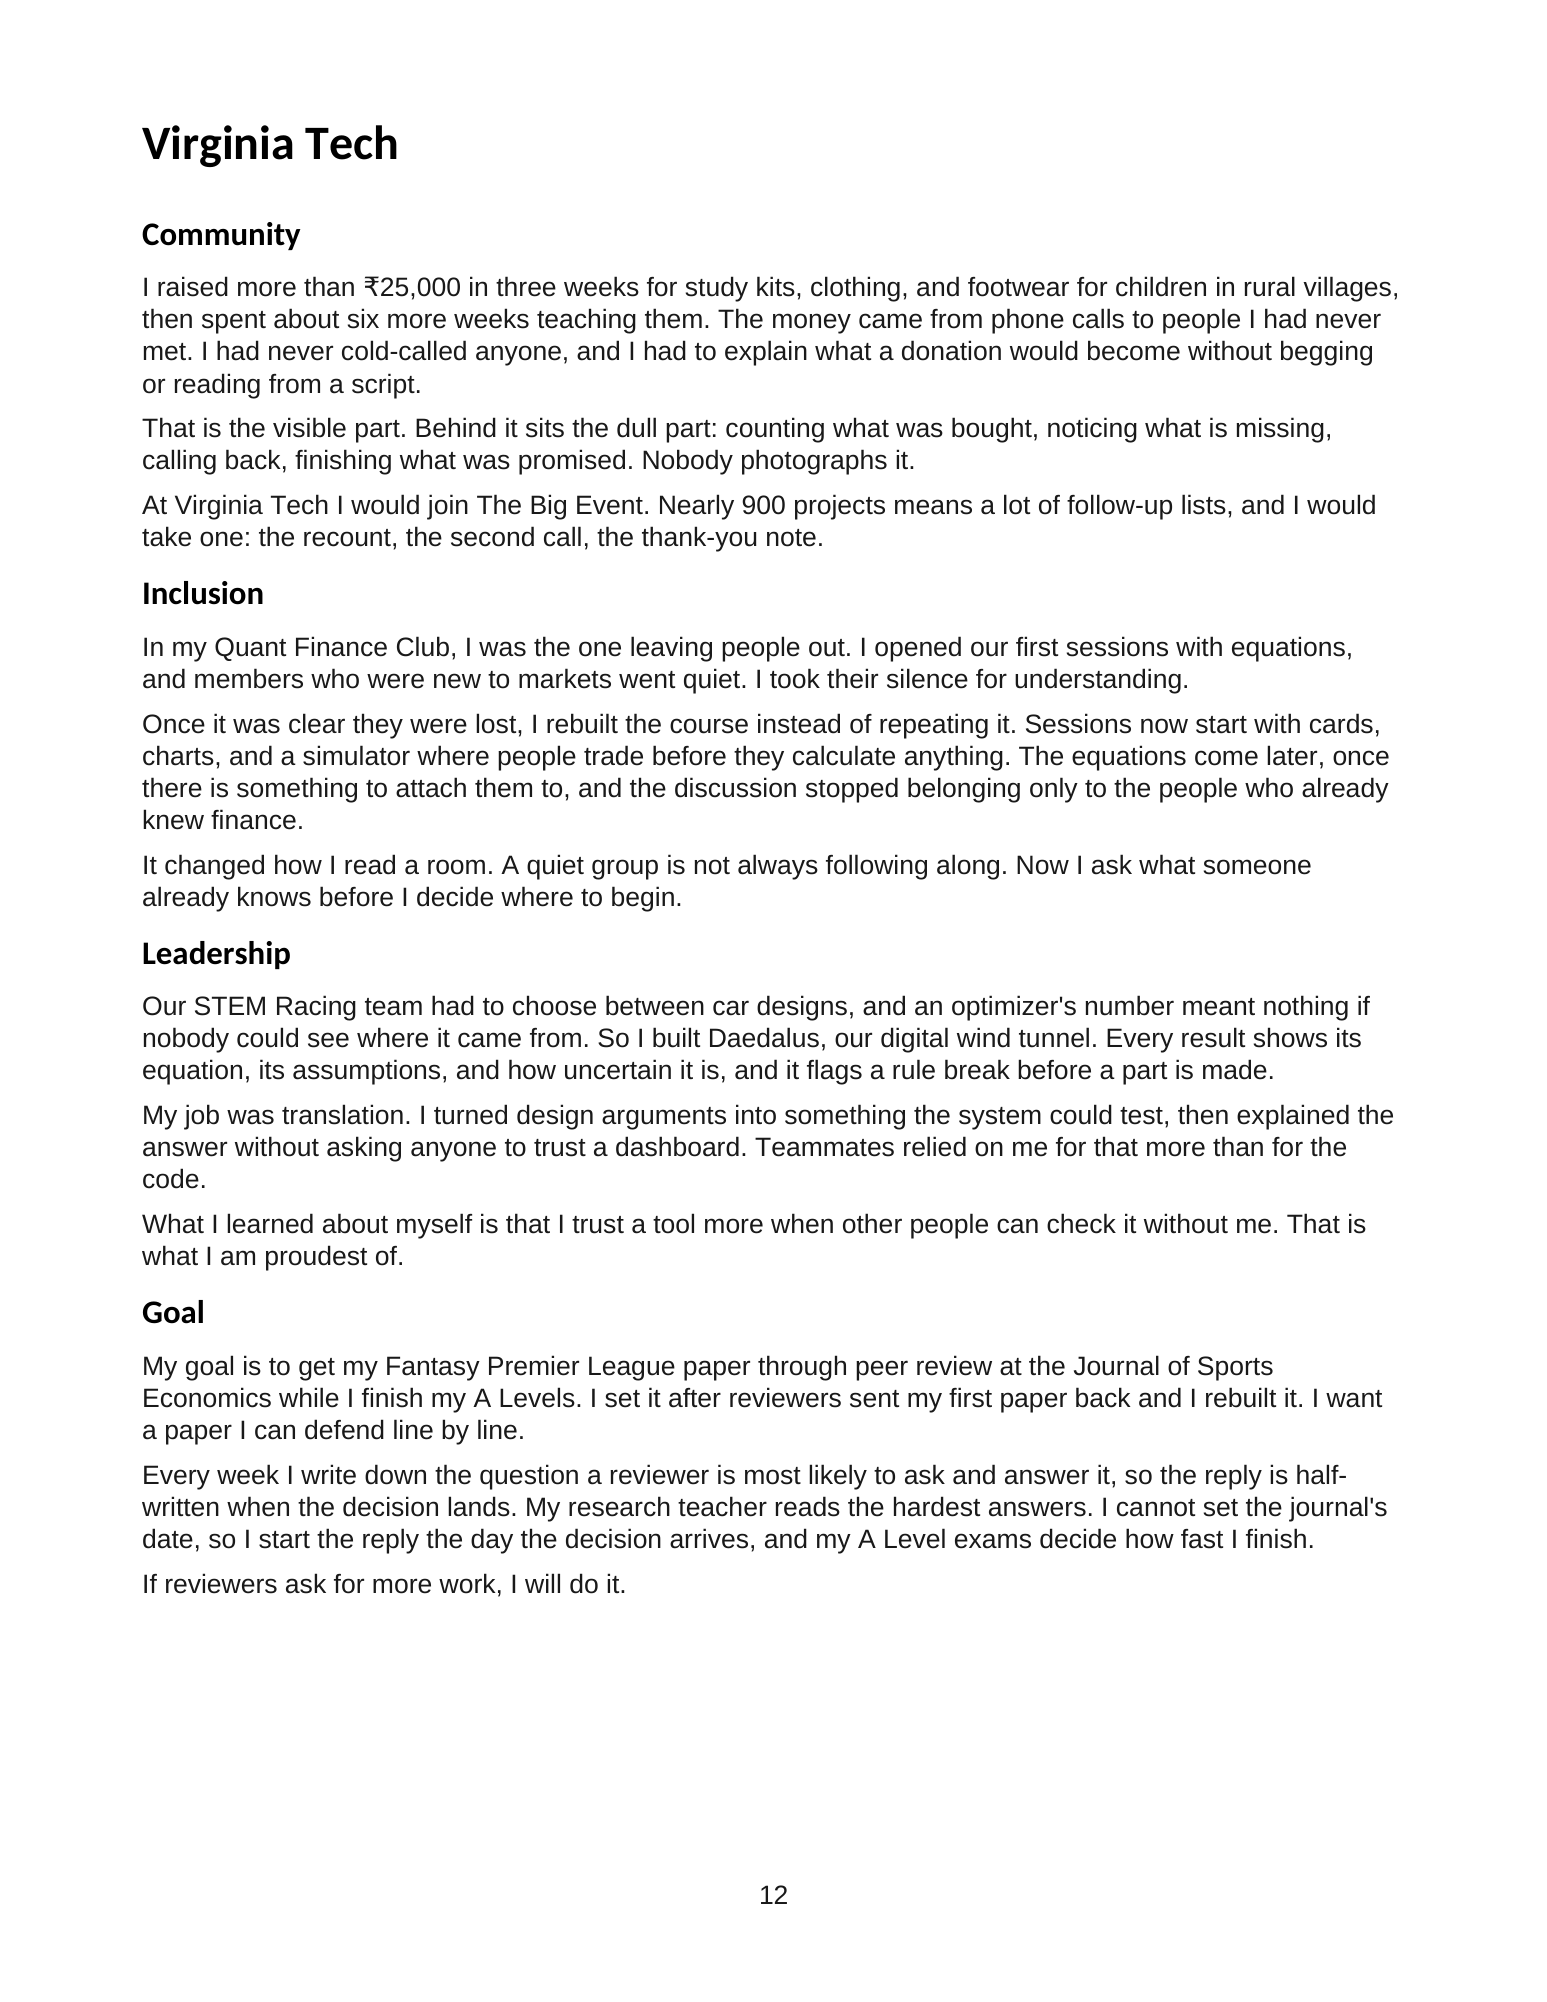 Virginia Tech
Community
I raised more than ₹25,000 in three weeks for study kits, clothing, and footwear for children in rural villages,
then spent about six more weeks teaching them. The money came from phone calls to people I had never
met. I had never cold-called anyone, and I had to explain what a donation would become without begging
or reading from a script.
That is the visible part. Behind it sits the dull part: counting what was bought, noticing what is missing,
calling back, finishing what was promised. Nobody photographs it.
At Virginia Tech I would join The Big Event. Nearly 900 projects means a lot of follow-up lists, and I would
take one: the recount, the second call, the thank-you note.
Inclusion
In my Quant Finance Club, I was the one leaving people out. I opened our first sessions with equations,
and members who were new to markets went quiet. I took their silence for understanding.
Once it was clear they were lost, I rebuilt the course instead of repeating it. Sessions now start with cards,
charts, and a simulator where people trade before they calculate anything. The equations come later, once
there is something to attach them to, and the discussion stopped belonging only to the people who already
knew finance.
It changed how I read a room. A quiet group is not always following along. Now I ask what someone
already knows before I decide where to begin.
Leadership
Our STEM Racing team had to choose between car designs, and an optimizer's number meant nothing if
nobody could see where it came from. So I built Daedalus, our digital wind tunnel. Every result shows its
equation, its assumptions, and how uncertain it is, and it flags a rule break before a part is made.
My job was translation. I turned design arguments into something the system could test, then explained the
answer without asking anyone to trust a dashboard. Teammates relied on me for that more than for the
code.
What I learned about myself is that I trust a tool more when other people can check it without me. That is
what I am proudest of.
Goal
My goal is to get my Fantasy Premier League paper through peer review at the Journal of Sports
Economics while I finish my A Levels. I set it after reviewers sent my first paper back and I rebuilt it. I want
a paper I can defend line by line.
Every week I write down the question a reviewer is most likely to ask and answer it, so the reply is half-
written when the decision lands. My research teacher reads the hardest answers. I cannot set the journal's
date, so I start the reply the day the decision arrives, and my A Level exams decide how fast I finish.
If reviewers ask for more work, I will do it.
12